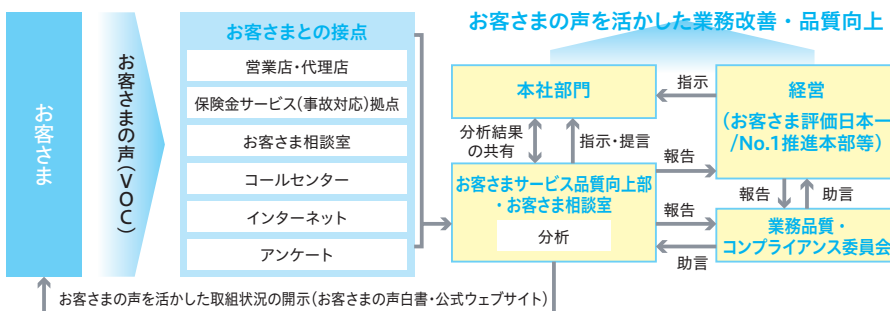 お客さま
お客さまの声(VOC)
お客さまとの接点
営業店・代理店
保険金サービス(事故対応)拠点
お客さま相談室
コールセンター
インターネット
アンケート
お客さまの声を活かした業務改善・品質向上
本社部門
指示
経営
(お客さま評価日本一
/No.1推進本部等)
分析結果
の共有
指示・提言
報告
お客さまサービス品質向上部
・お客さま相談室
分析
報告
助言
報告
助言
業務品質・
コンプライアンス委員会
お客さまの声を活かした取組状況の開示(お客さまの声白書・公式ウェブサイト)